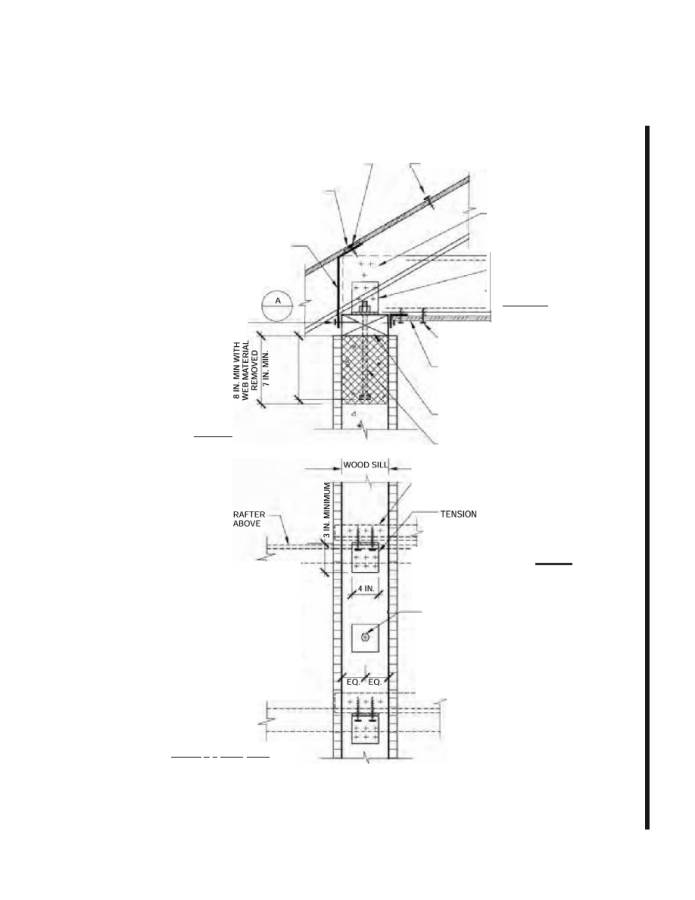 A
8 IN. MIN WITH
WEB MATERIAL
REMOVED
7 IN. MIN.
WOOD SILL
3 IN. MINIMUM
RAFTER
ABOVE
TENSION
4 IN.
EQ. EQ.